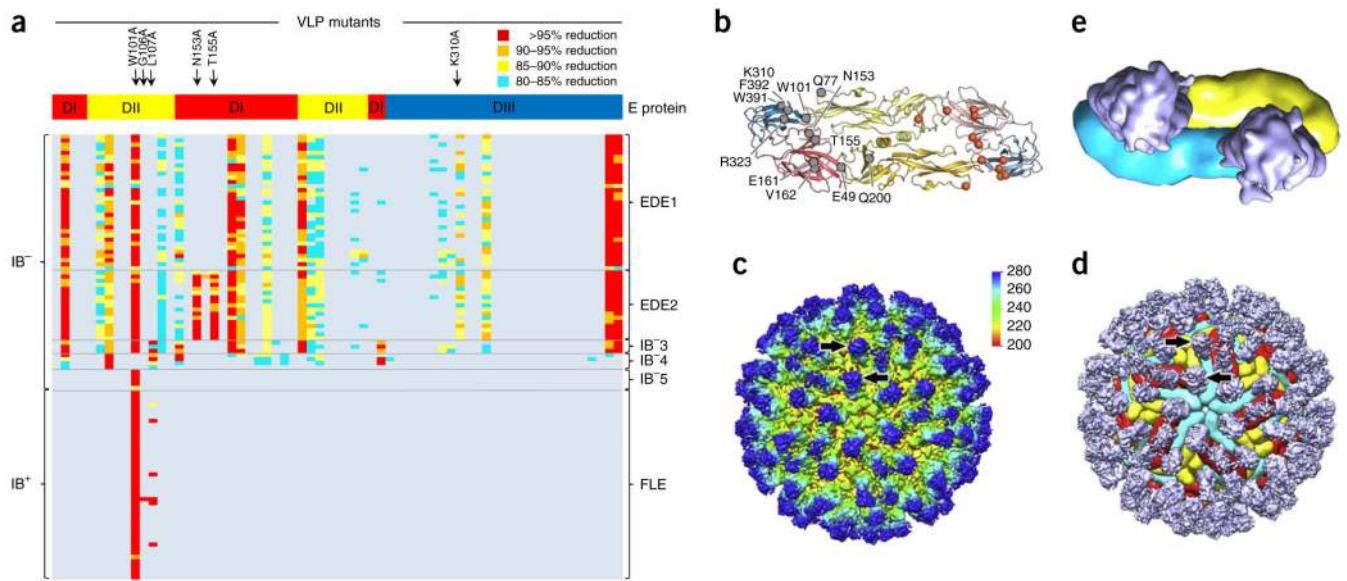 a
VLP mutants
W101A
G106A
L107A
N153A
T155A
K310A
>95% reduction
90–95% reduction
85–90% reduction
80–85% reduction
DI
DII
DI
DII
DI
DIII
E protein
IB⁻
IB⁺
EDE1
EDE2
IB⁻3
IB⁻4
IB⁻5
FLE
b
K310
F392
W391
W101
Q77
N153
T155
R323
E161
V162
E49
Q200
e
c
280
260
240
220
200
d